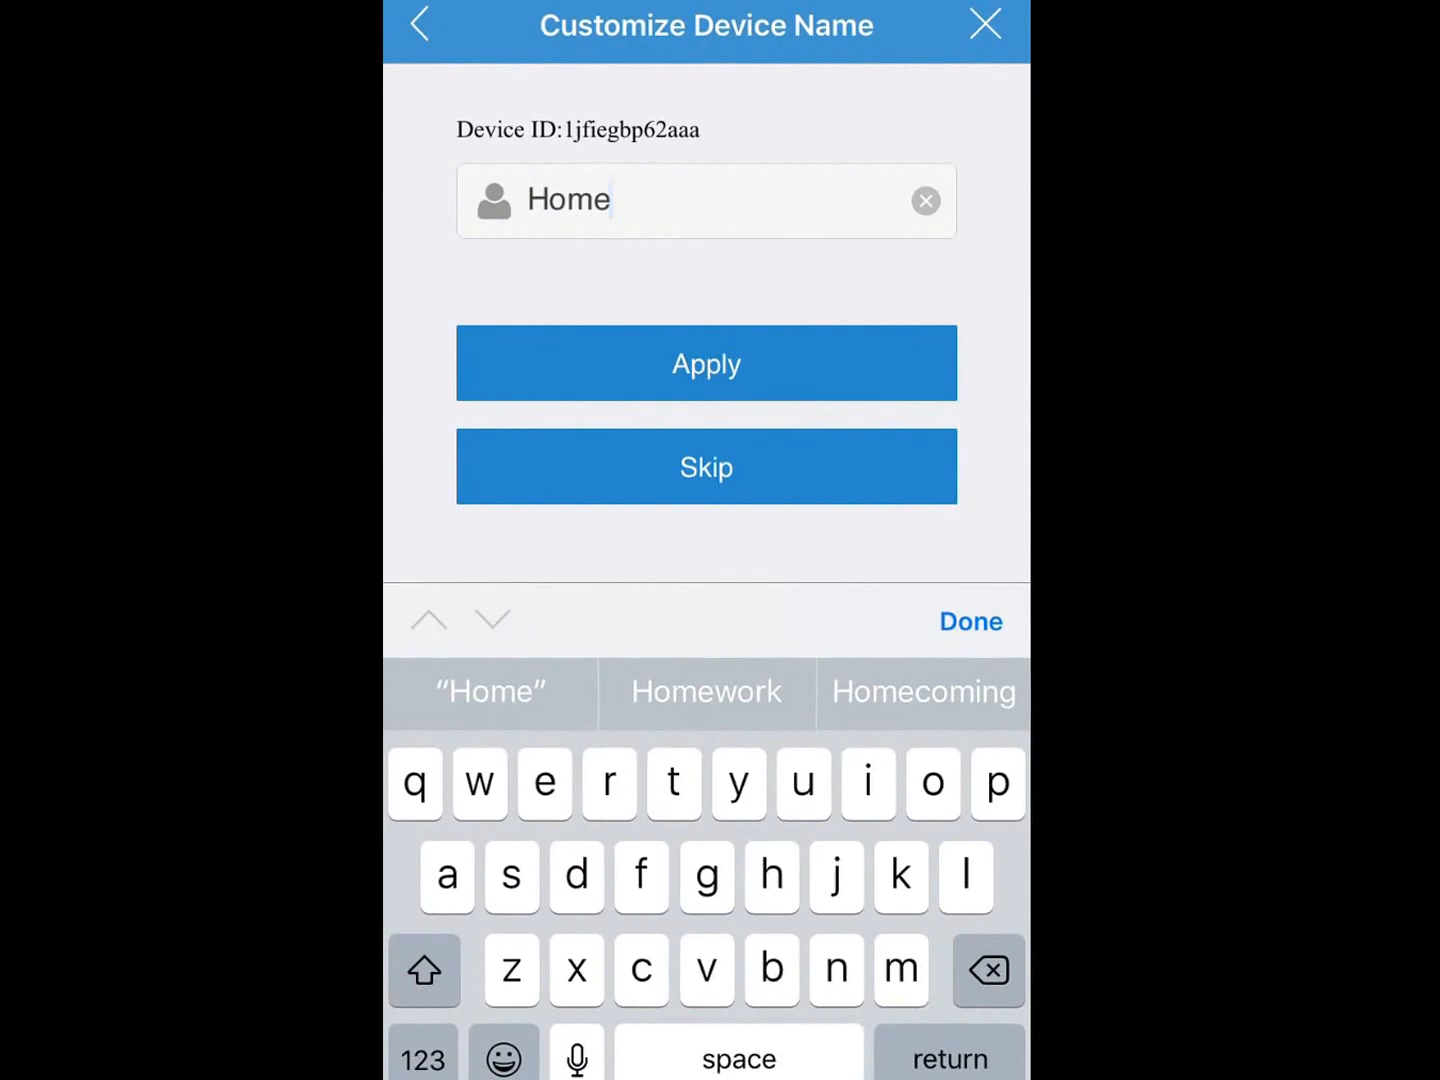 Customize Device Name
Device ID:1jfiegbp62aaa
Home
Apply
Skip
Done
“Home” Homework Homecoming
q w e r t y u i o p
a s d f g h j k l
z x c v b n m
123 space return